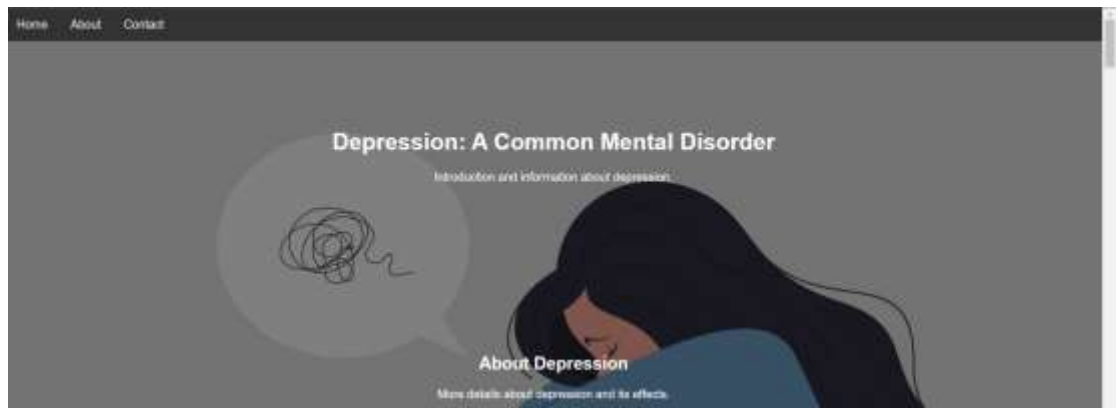 Home About Contact
Depression: A Common Mental Disorder
Introduction and information about depression.
About Depression
More details about depression and its effects.